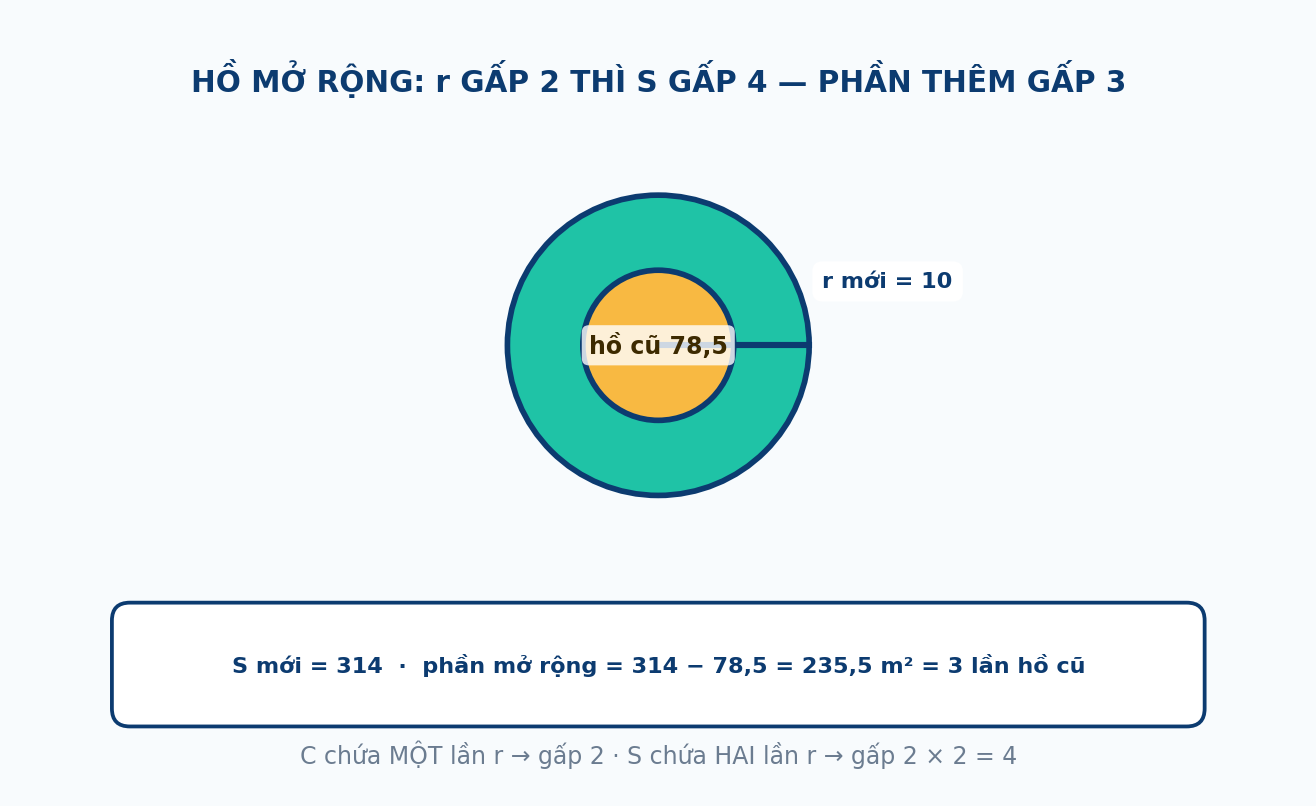 HỒ MỞ RỘNG: r GẤP 2 THÌ S GẤP 4 — PHẦN THÊM GẤP 3
r mới = 10
hồ cũ 78,5
S mới = 314 · phần mở rộng = 314 − 78,5 = 235,5 m² = 3 lần hồ cũ
C chứa MỘT lần r → gấp 2 · S chứa HAI lần r → gấp 2 × 2 = 4